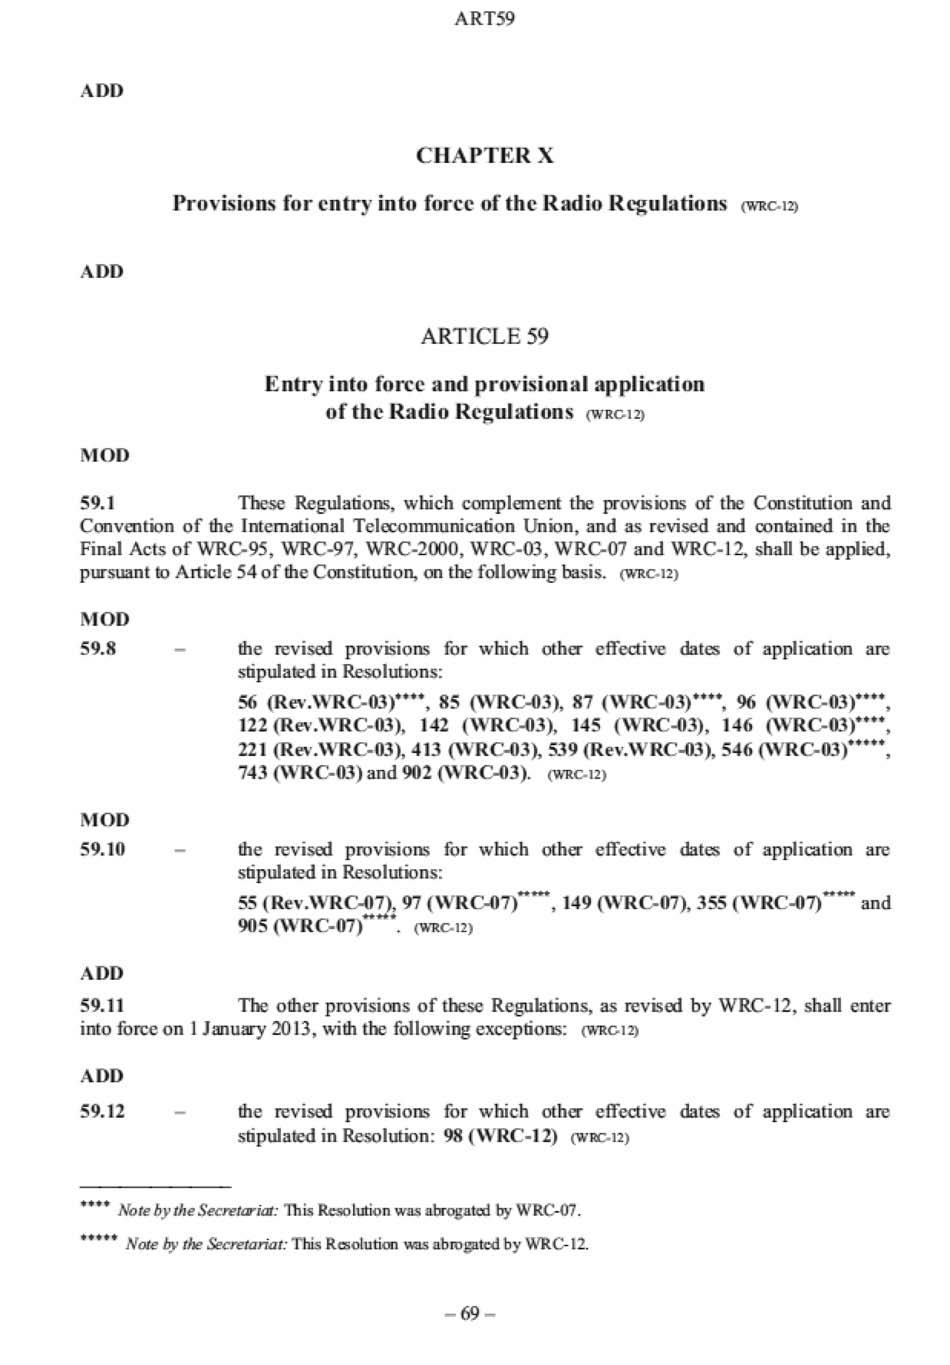 ART59
ADD
CHAPTER X
Provisions for entry into force of the Radio Regulations (WRC-12)
ADD
ARTICLE 59
Entry into force and provisional application
of the Radio Regulations (WRC-12)
MOD
59.1 These Regulations, which complement the provisions of the Constitution and
Convention of the International Telecommunication Union, and as revised and contained in the
Final Acts of WRC-95, WRC-97, WRC-2000, WRC-03, WRC-07 and WRC-12, shall be applied,
pursuant to Article 54 of the Constitution, on the following basis. (WRC-12)
MOD
59.8 – the revised provisions for which other effective dates of application are
stipulated in Resolutions:
56 (Rev.WRC-03)****, 85 (WRC-03), 87 (WRC-03)****, 96 (WRC-03)****,
122 (Rev.WRC-03), 142 (WRC-03), 145 (WRC-03), 146 (WRC-03)****,
221 (Rev.WRC-03), 413 (WRC-03), 539 (Rev.WRC-03), 546 (WRC-03)*****,
743 (WRC-03) and 902 (WRC-03). (WRC-12)
MOD
59.10 – the revised provisions for which other effective dates of application are
stipulated in Resolutions:
55 (Rev.WRC-07), 97 (WRC-07)*****, 149 (WRC-07), 355 (WRC-07)***** and
905 (WRC-07)*****. (WRC-12)
ADD
59.11 The other provisions of these Regulations, as revised by WRC-12, shall enter
into force on 1 January 2013, with the following exceptions: (WRC-12)
ADD
59.12 – the revised provisions for which other effective dates of application are
stipulated in Resolution: 98 (WRC-12) (WRC-12)
**** Note by the Secretariat: This Resolution was abrogated by WRC-07.
***** Note by the Secretariat: This Resolution was abrogated by WRC-12.
– 69 –